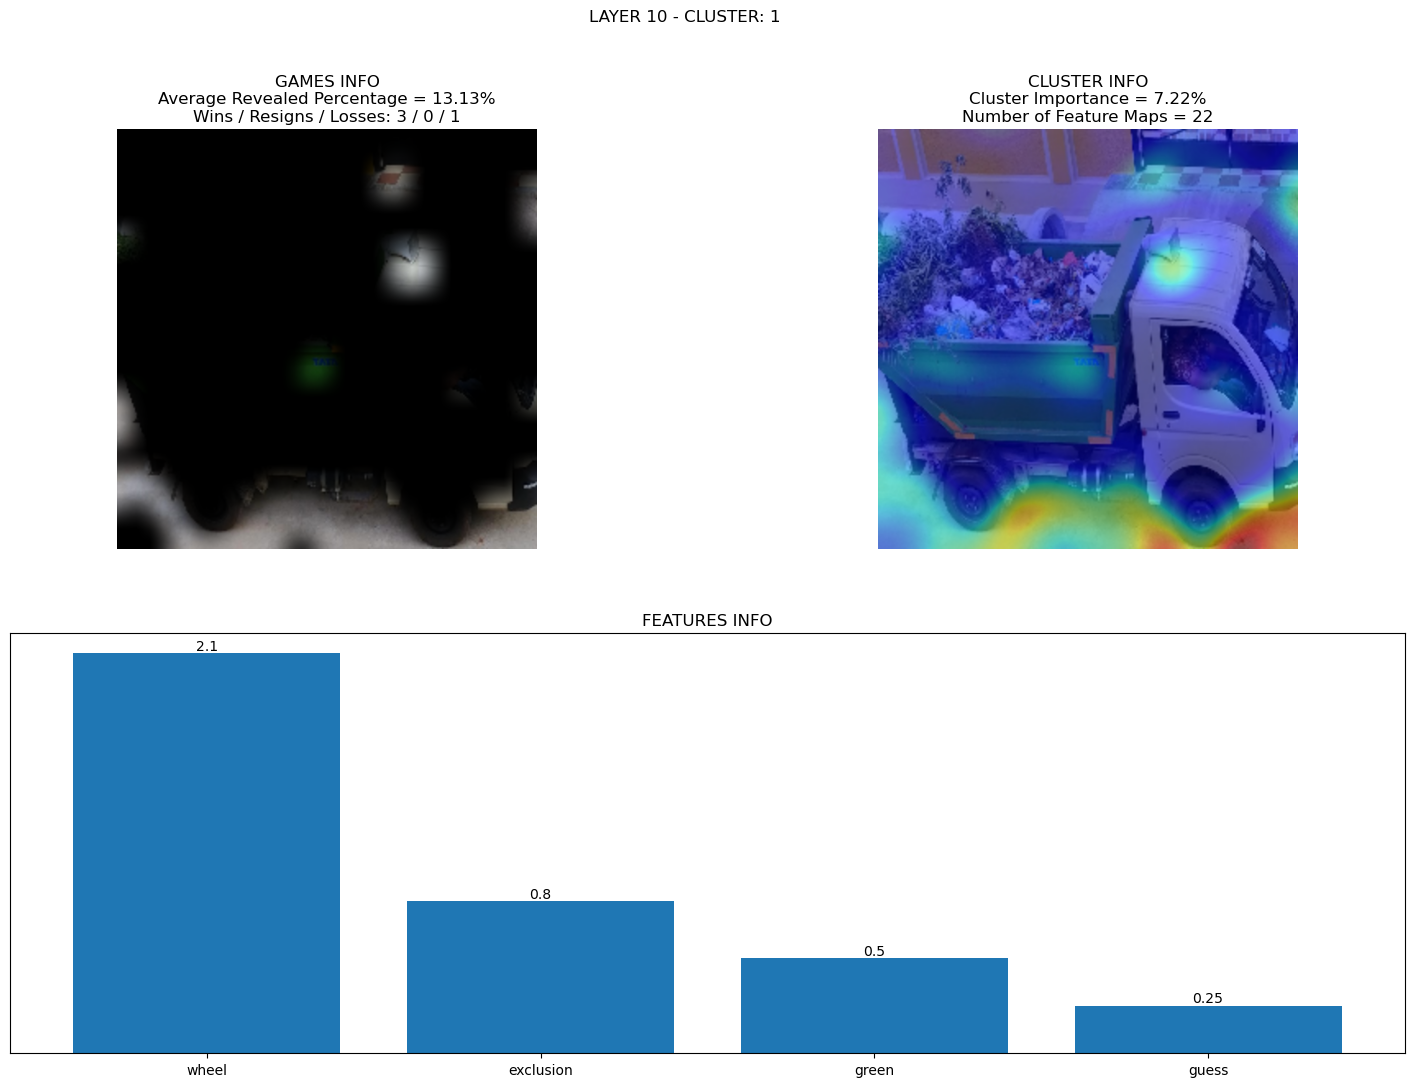 LAYER 10 - CLUSTER: 1
GAMES INFO
Average Revealed Percentage = 13.13%
Wins / Resigns / Losses: 3 / 0 / 1
CLUSTER INFO
Cluster Importance = 7.22%
Number of Feature Maps = 22
FEATURES INFO
2.1
0.8
0.5
0.25
wheel
exclusion
green
guess